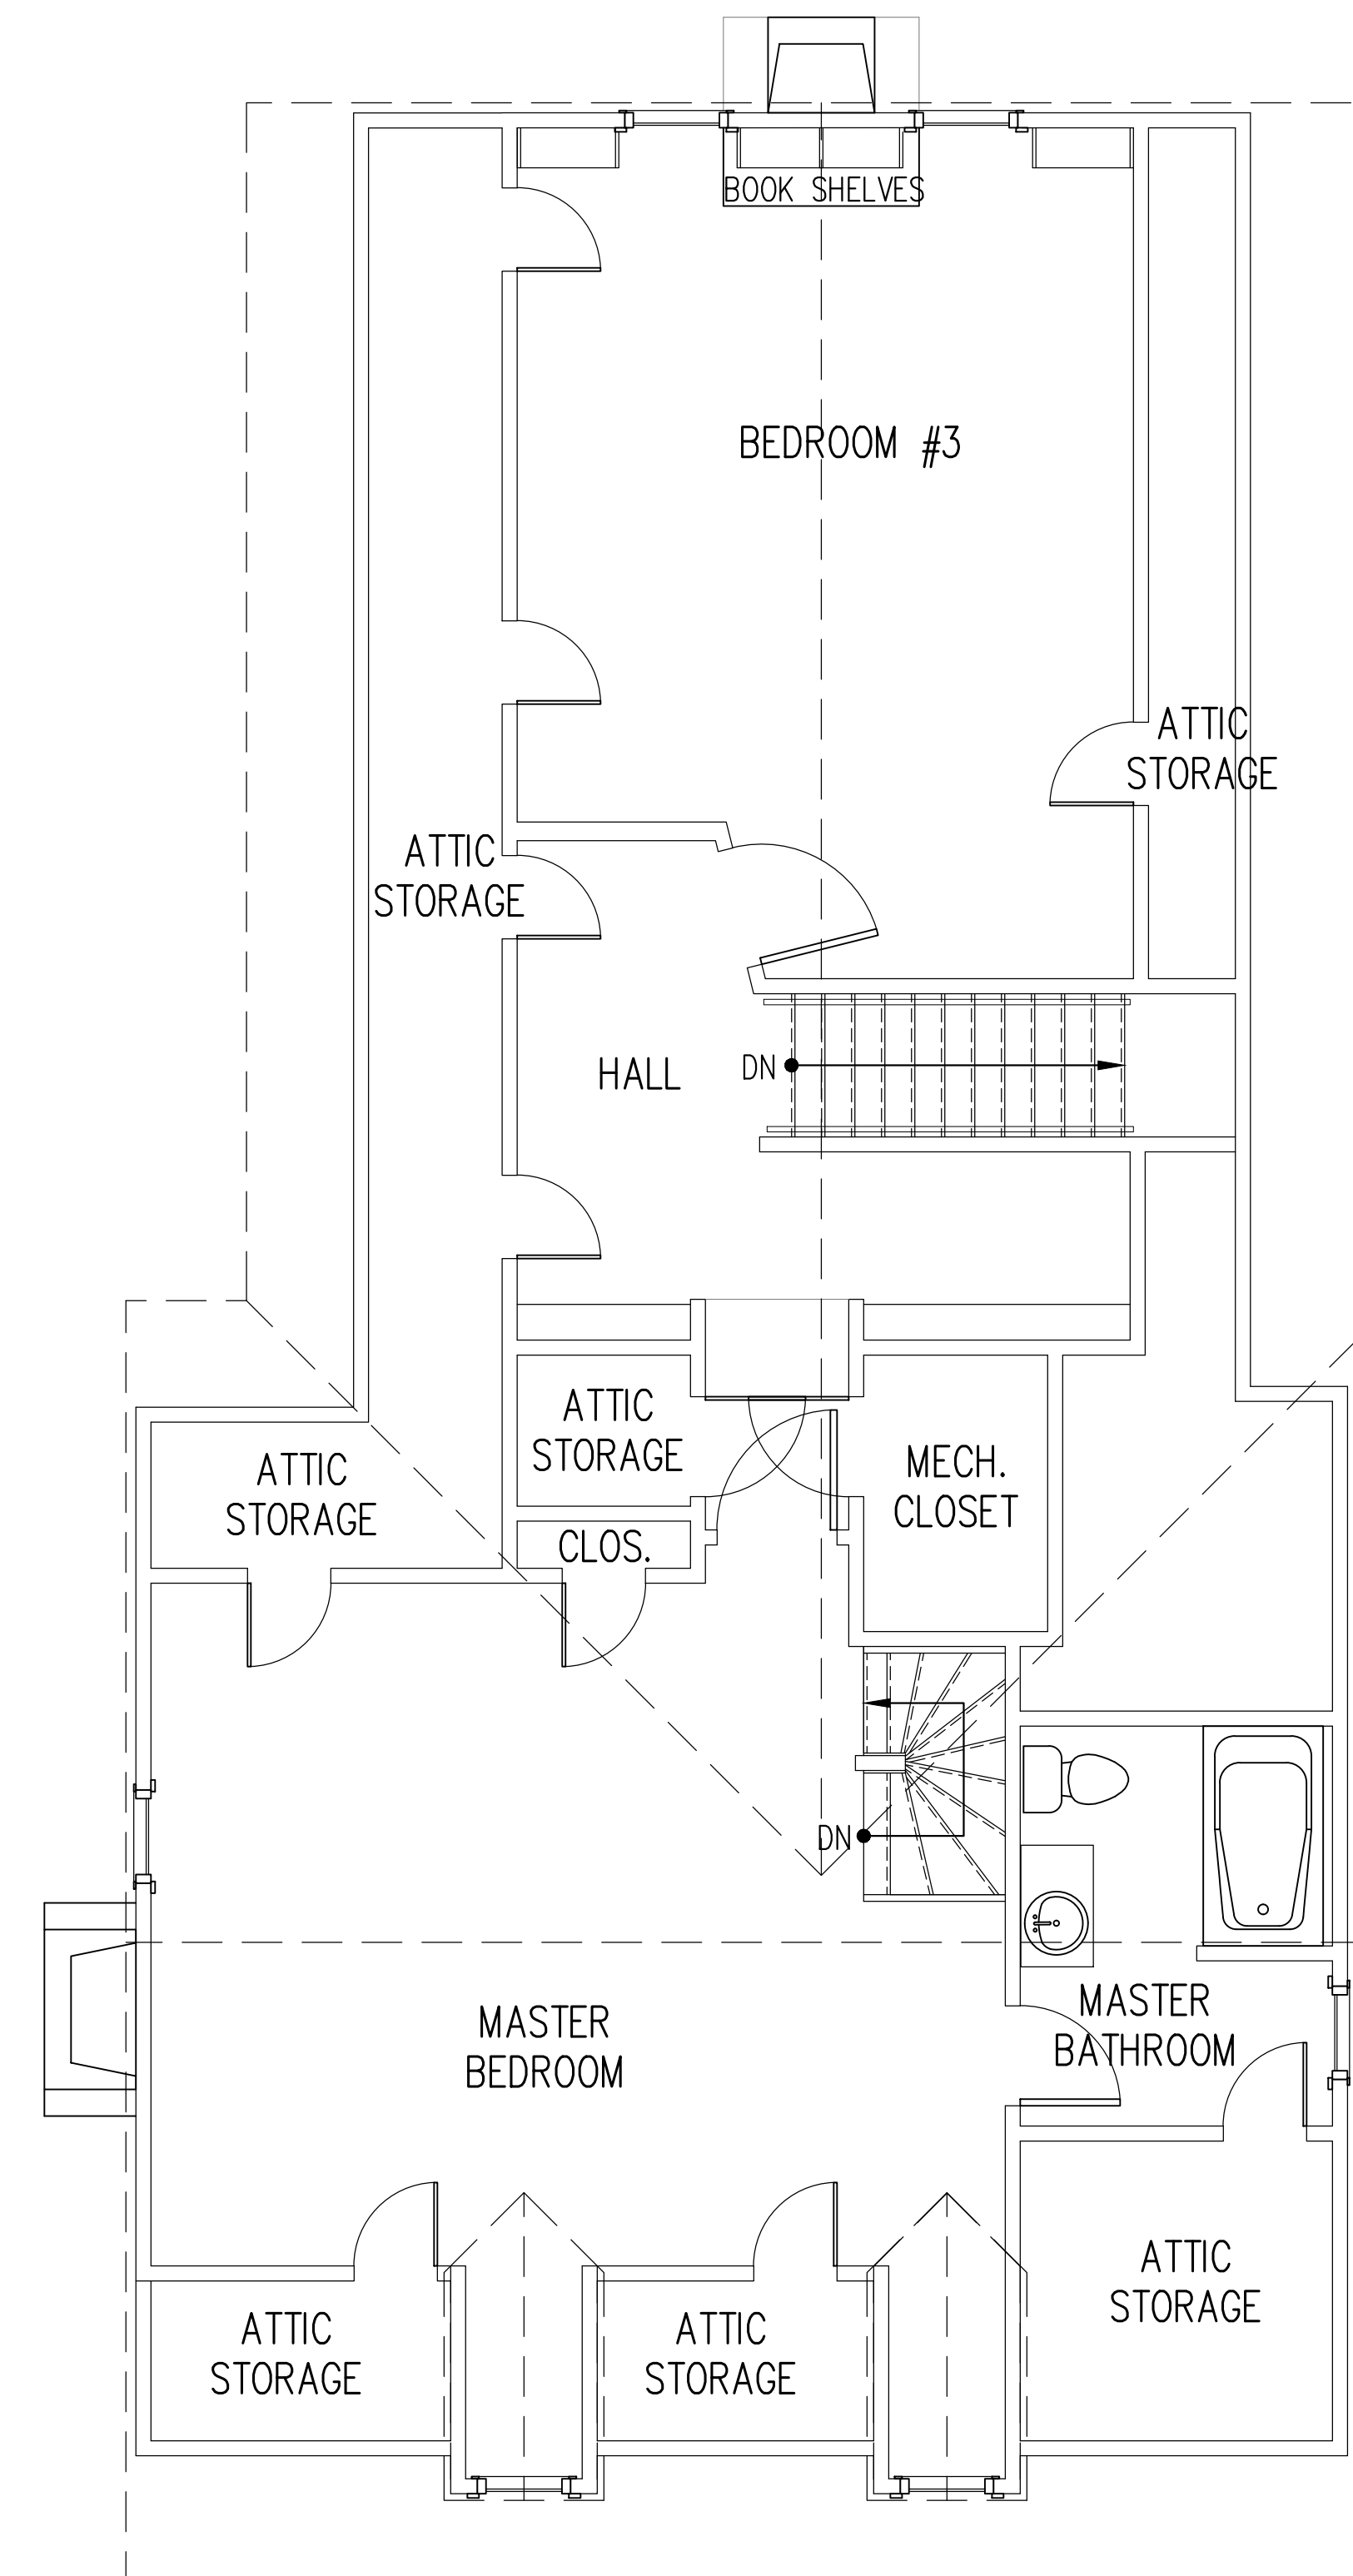 BOOK SHELVES
BEDROOM #3
ATTIC
STORAGE
ATTIC
STORAGE
HALL
DN
ATTIC
STORAGE
MECH.
CLOSET
ATTIC
STORAGE
CLOS.
DN
MASTER
BATHROOM
MASTER
BEDROOM
ATTIC
STORAGE
ATTIC
STORAGE
ATTIC
STORAGE